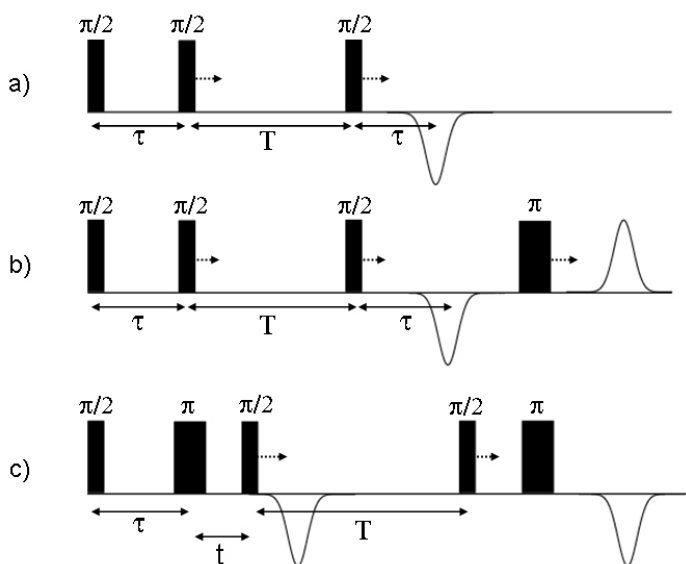 π/2 π/2 π/2
a)
τ T τ
π/2 π/2 π/2 π
b)
τ T τ
π/2 π π/2 π/2 π
c)
τ T
t